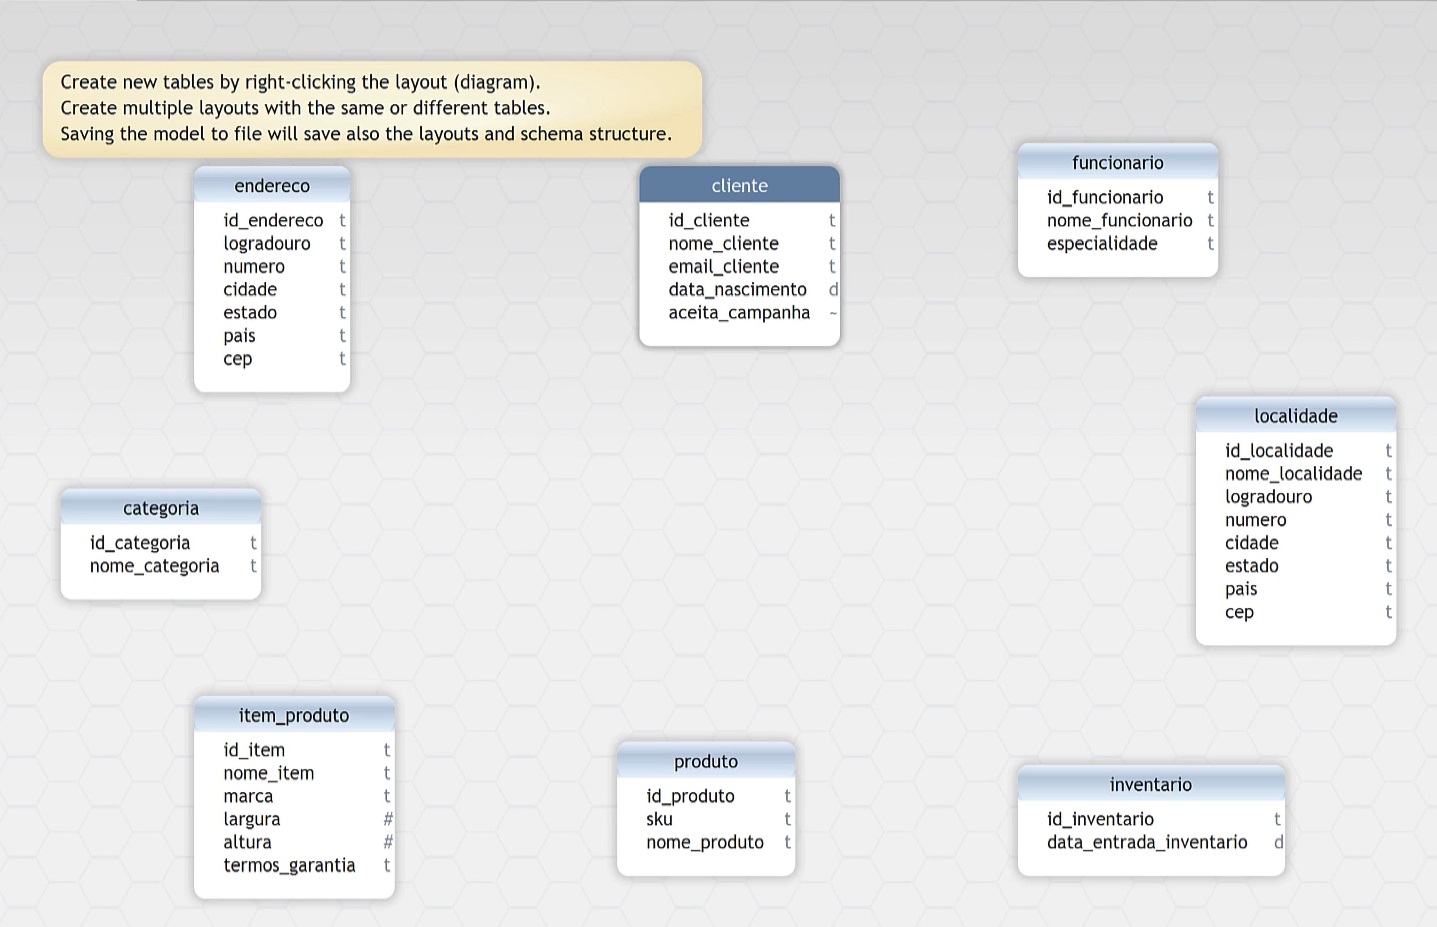 Create new tables by right-clicking the layout (diagram).
Create multiple layouts with the same or different tables.
Saving the model to file will save also the layouts and schema structure.
endereco
id_endereco t
logradouro t
numero t
cidade t
estado t
pais t
cep t
cliente
id_cliente t
nome_cliente t
email_cliente t
data_nascimento d
aceita_campanha ~
funcionario
id_funcionario t
nome_funcionario t
especialidade t
localidade
id_localidade t
nome_localidade t
logradouro t
numero t
cidade t
estado t
pais t
cep t
categoria
id_categoria t
nome_categoria t
item_produto
id_item t
nome_item t
marca t
largura #
altura #
termos_garantia t
produto
id_produto t
sku t
nome_produto t
inventario
id_inventario t
data_entrada_inventario d